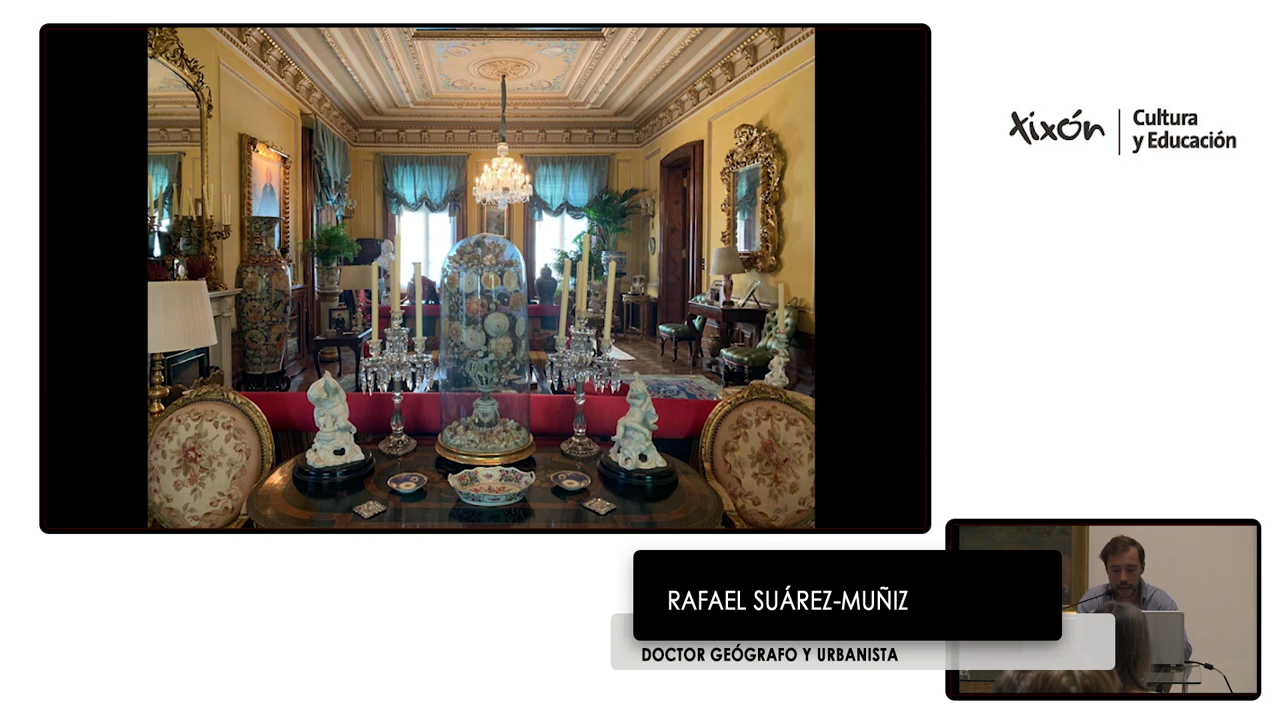 xixón
Cultura
y Educación
RAFAEL SUÁREZ-MUÑIZ
DOCTOR GEÓGRAFO Y URBANISTA